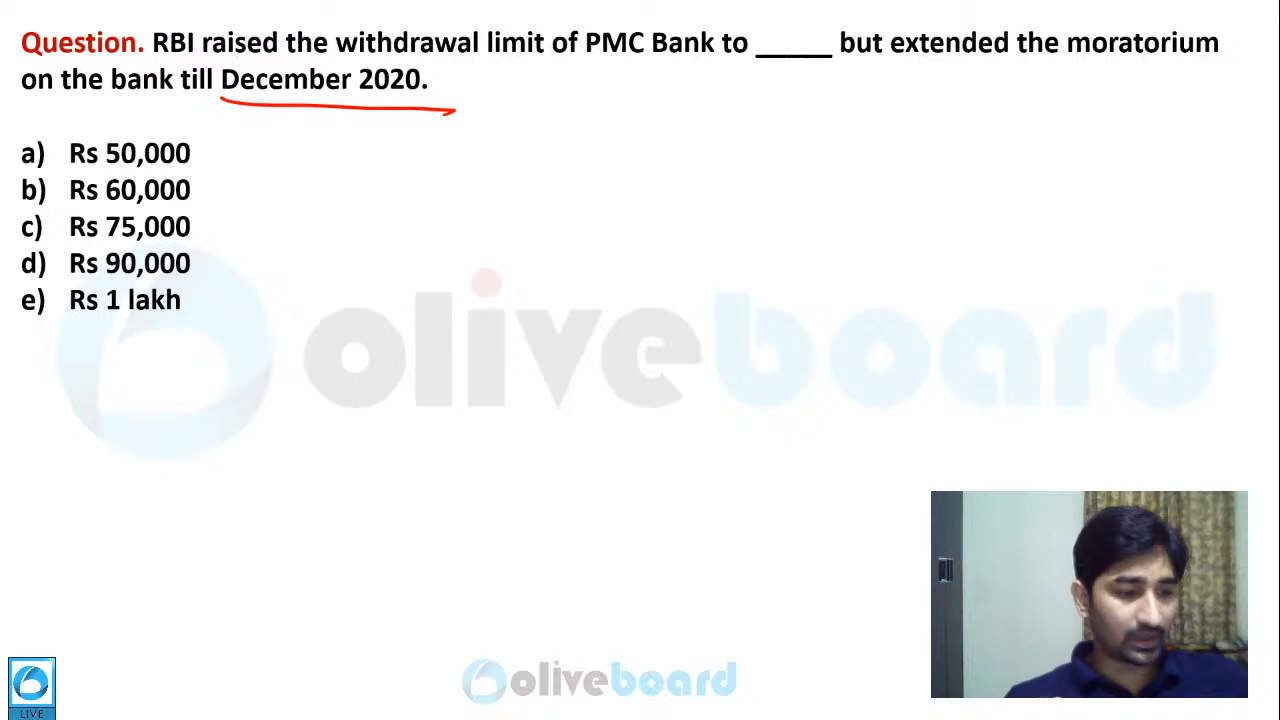 Question. RBI raised the withdrawal limit of PMC Bank to _____ but extended the moratorium
on the bank till December 2020.
a) Rs 50,000
b) Rs 60,000
c) Rs 75,000
d) Rs 90,000
e) Rs 1 lakh
oliveboard
oliveboard
LIVE